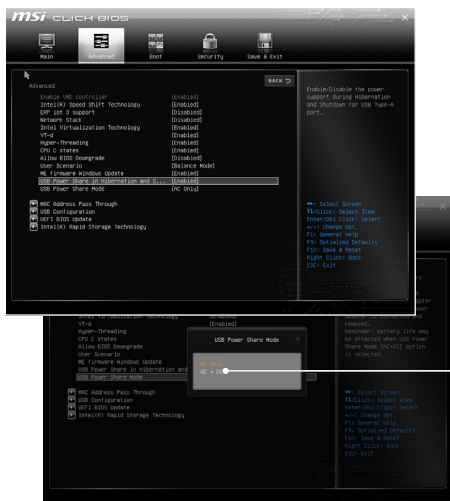 msi CLICK BIOS
Main Advanced Boot Security Save & Exit
BACK
Advanced
Enable VMD controller [Enabled]
Intel(R) Speed Shift Technology [Enabled]
ERP lot 3 support [Disabled]
Network Stack [Disabled]
Intel Virtualization Technology [Enabled]
VT-d [Enabled]
Hyper-Threading [Enabled]
CPU C states [Enabled]
Allow BIOS Downgrade [Disable]
User Scenario [Balance Mode]
ME firmware Windows Update [Enabled]
USB Power Share in Hibernation and S... [Enabled]
USB Power Share Mode [AC Only]
MAC Address Pass Through
USB Configuration
UEFI BIOS Update
Intel(R) Rapid Storage Technology
Enable/Disable the power
support during Hibernation
and Shutdown for USB Type-A
port.
↔: Select Screen
↑↓/Click: Select Item
Enter/Dbl Click: Select
+/-: Change Opt.
F1: General Help
F9: Optimized Defaults
F10: Save & Reset
Right Click: Back
ESC: Exit
VT-d [Enabled]
Hyper-Threading
CPU C states
Allow BIOS Downgrade
User Scenario
ME firmware Windows Update
USB Power Share in Hibernation and
USB Power Share Mode
MAC Address Pass Through
USB Configuration
UEFI BIOS Update
Intel(R) Rapid Storage Technology
USB Power Share Mode
AC Only
AC + DC
removed.
Reminder: Battery life may
be affected when USB Power
Share Mode [AC+DC] option
is selected.
↔: Select Screen
↑↓/Click: Select Item
Enter/Dbl Click: Select
+/-: Change Opt.
F1: General Help
F9: Optimized Defaults
F10: Save & Reset
Right Click: Back
ESC: Exit